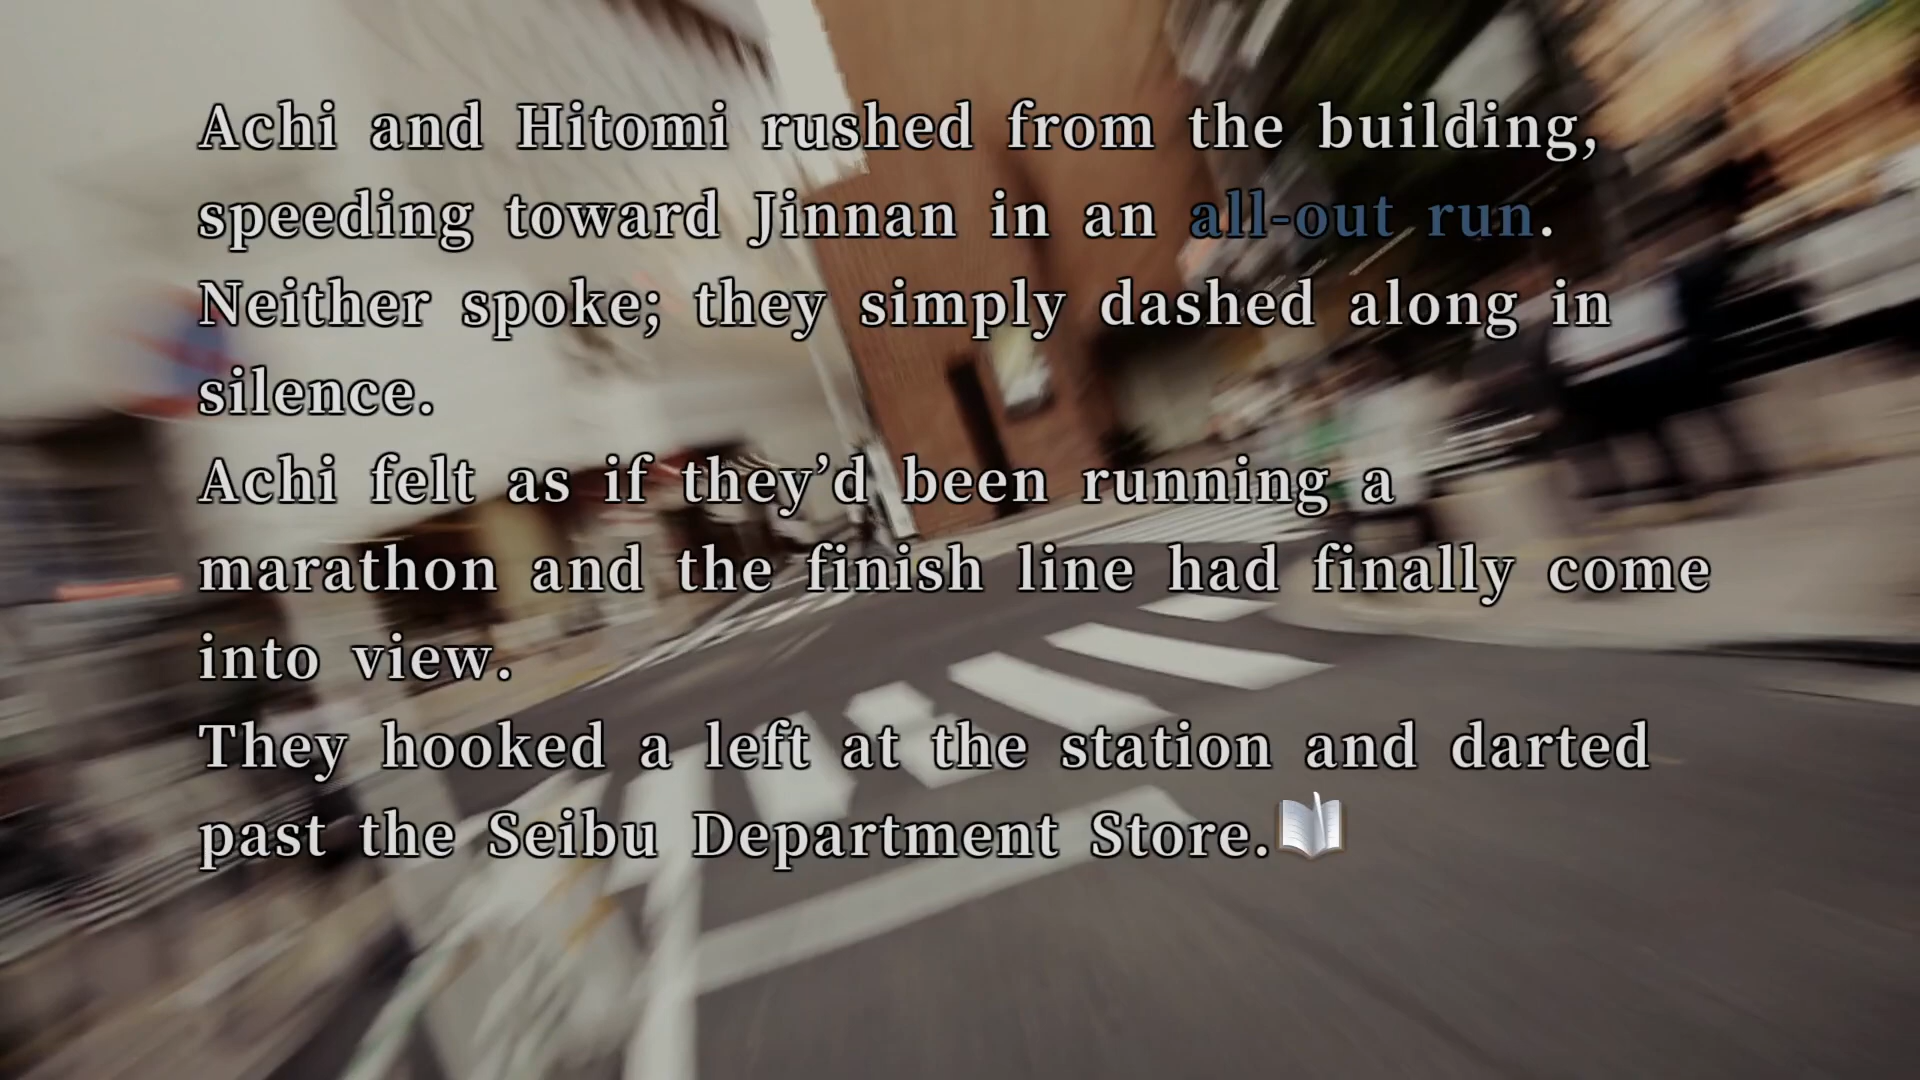 Achi and Hitomi rushed from the building,
speeding toward Jinnan in an all-out run.
Neither spoke; they simply dashed along in
silence.
Achi felt as if they’d been running a
marathon and the finish line had finally come
into view.
They hooked a left at the station and darted
past the Seibu Department Store.